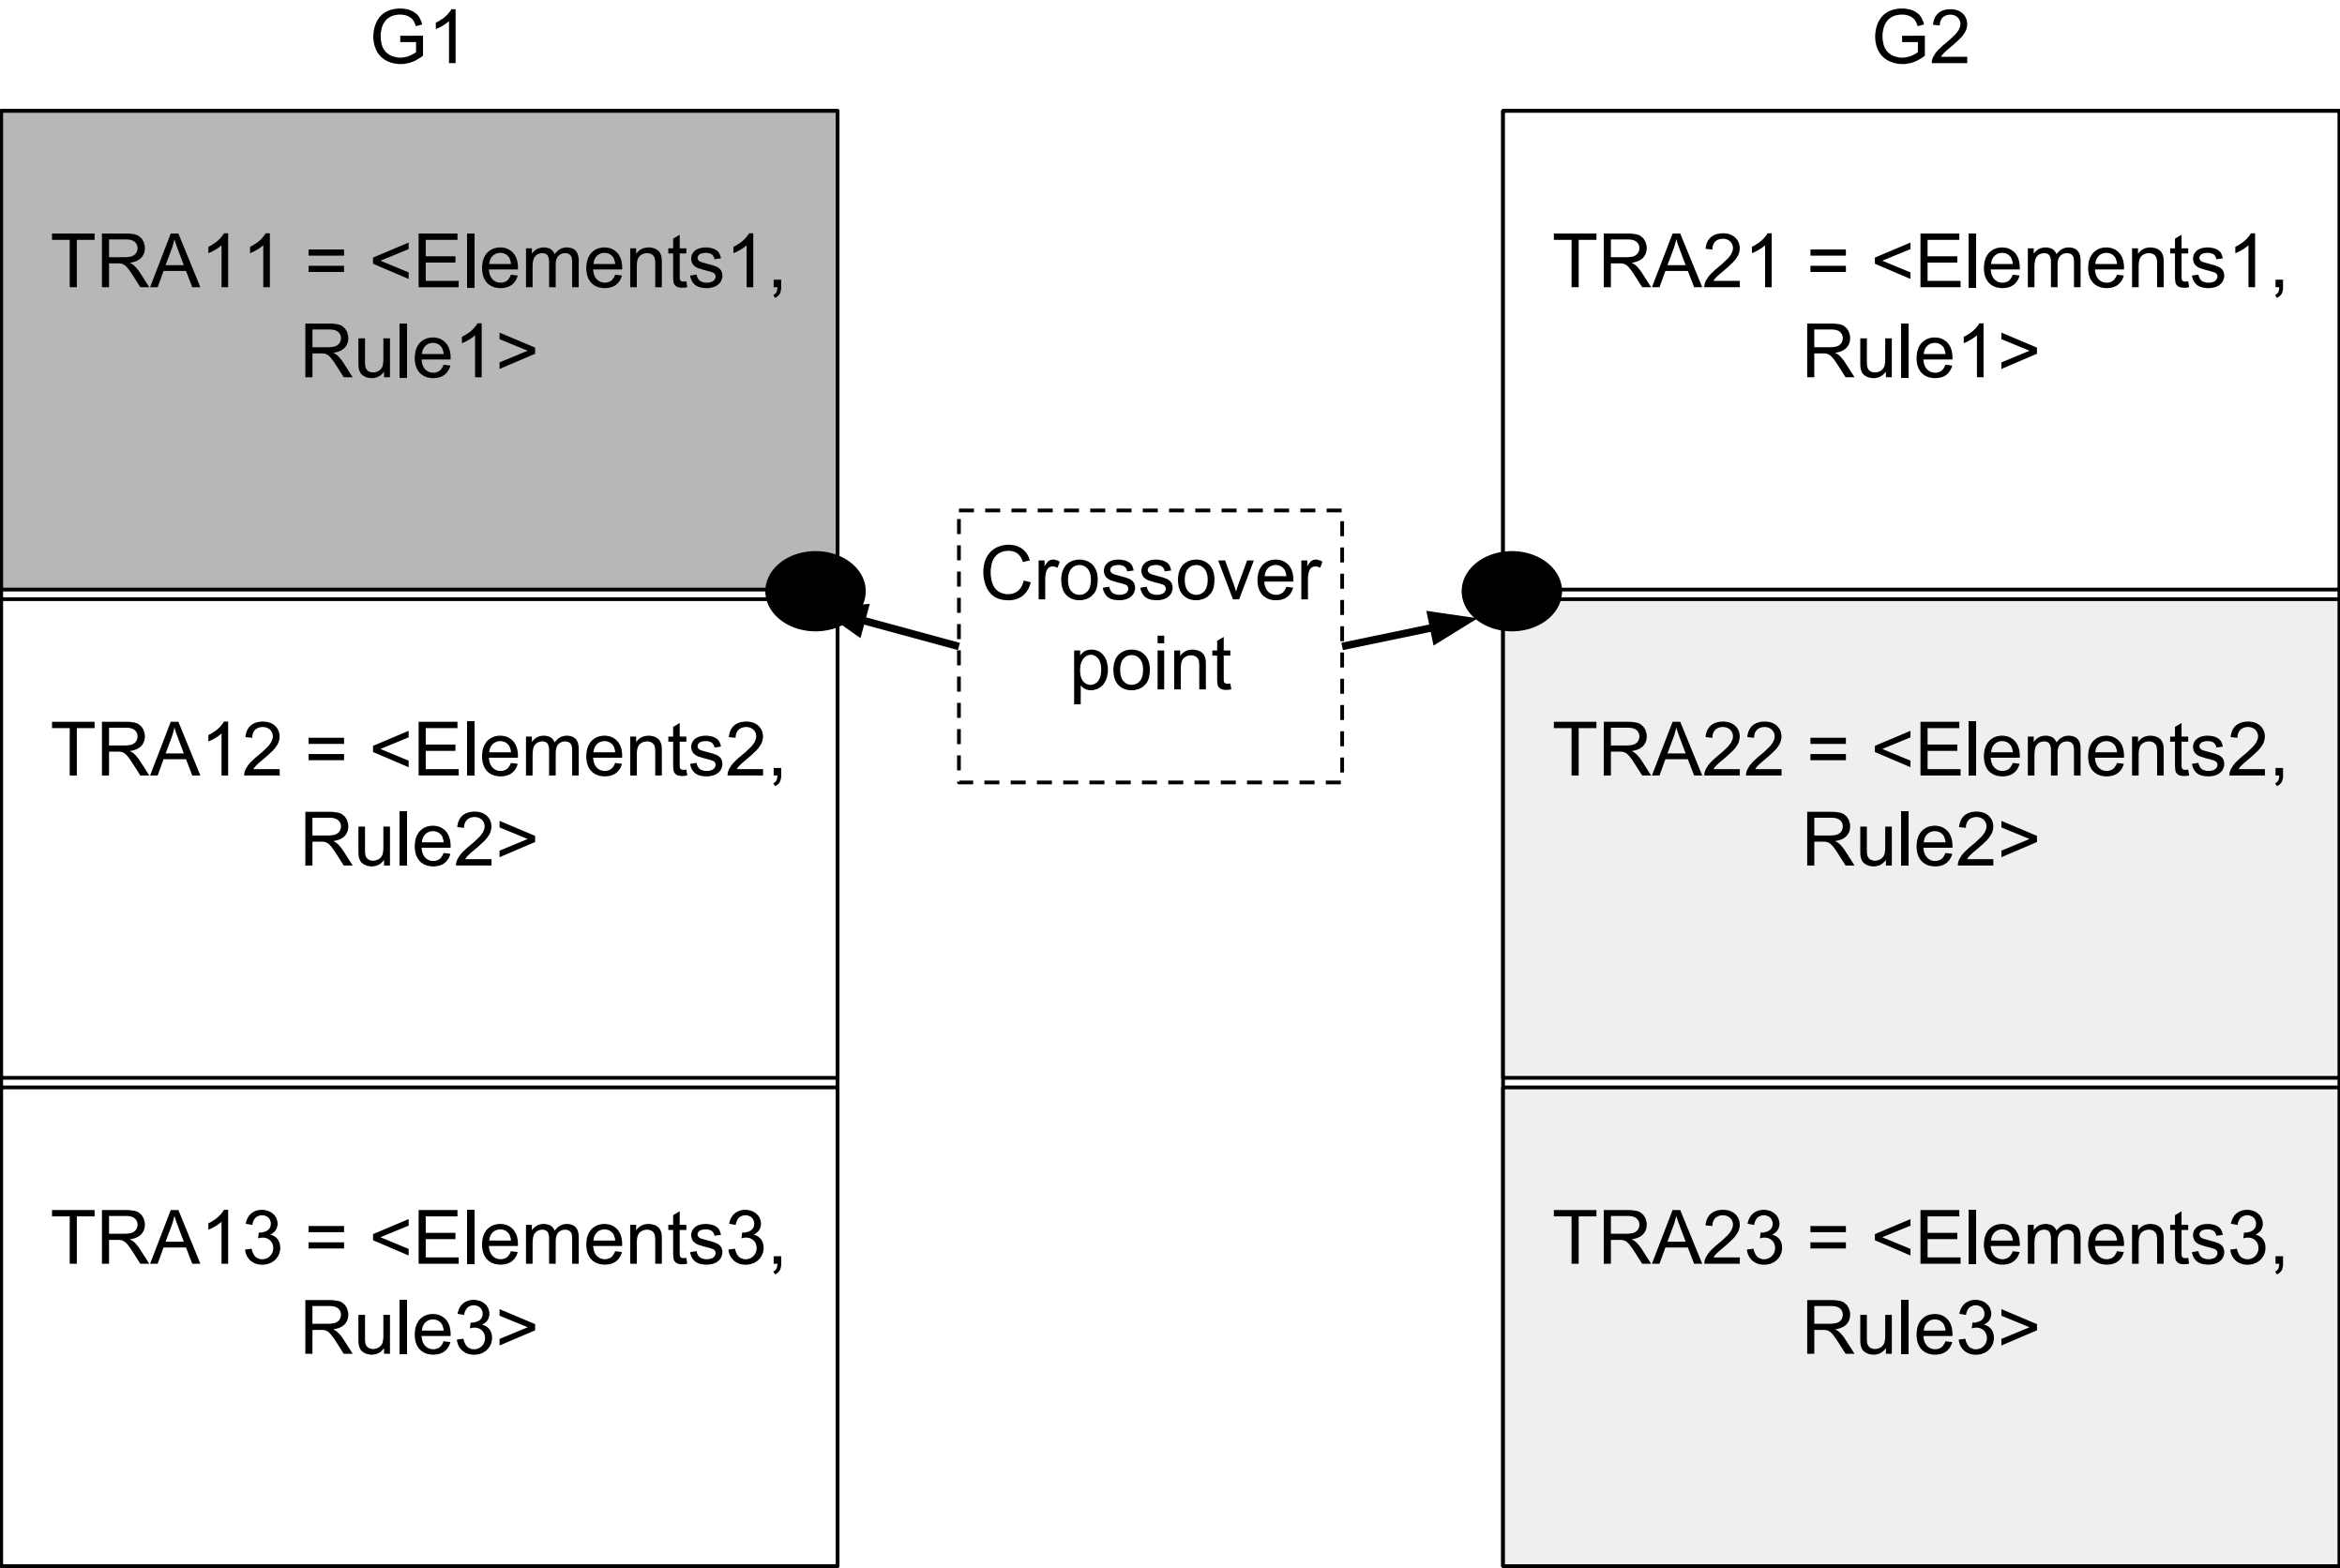 G1
G2
TRA11 = <Elements1,
Rule1>
TRA21 = <Elements1,
Rule1>
Crossover
point
TRA12 = <Elements2,
Rule2>
TRA22 = <Elements2,
Rule2>
TRA13 = <Elements3,
Rule3>
TRA23 = <Elements3,
Rule3>